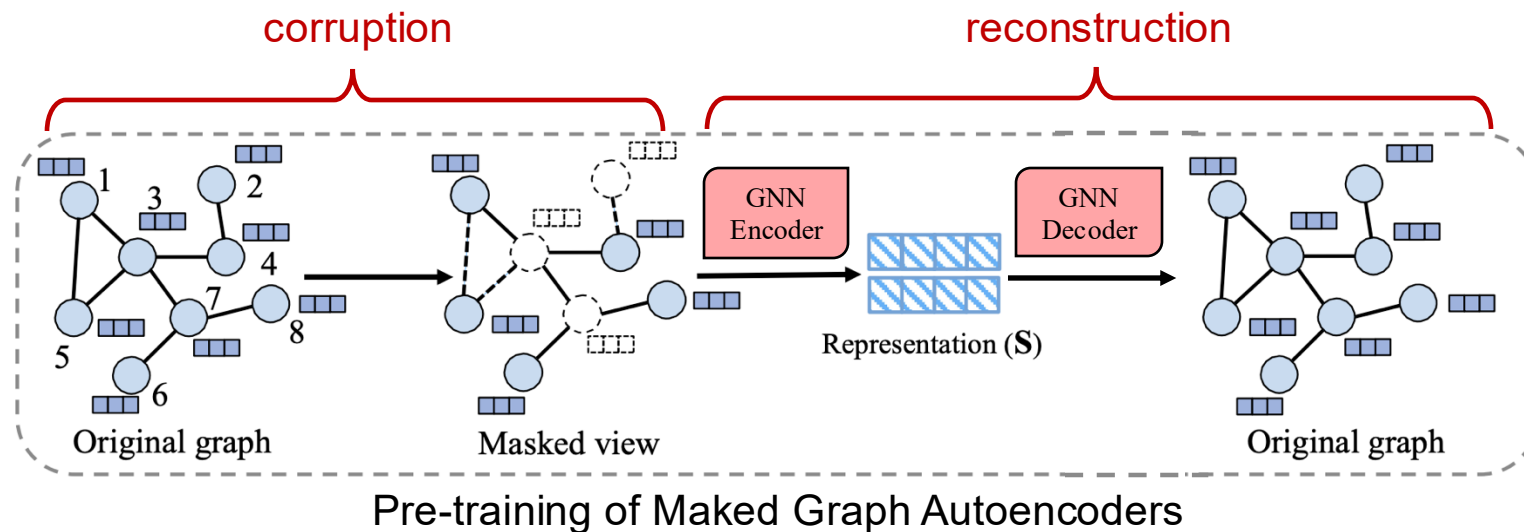 corruption
reconstruction
1
2
3
4
5
6
7
8
Original graph
Masked view
GNN
Encoder
Representation (S)
GNN
Decoder
Original graph
Pre-training of Maked Graph Autoencoders